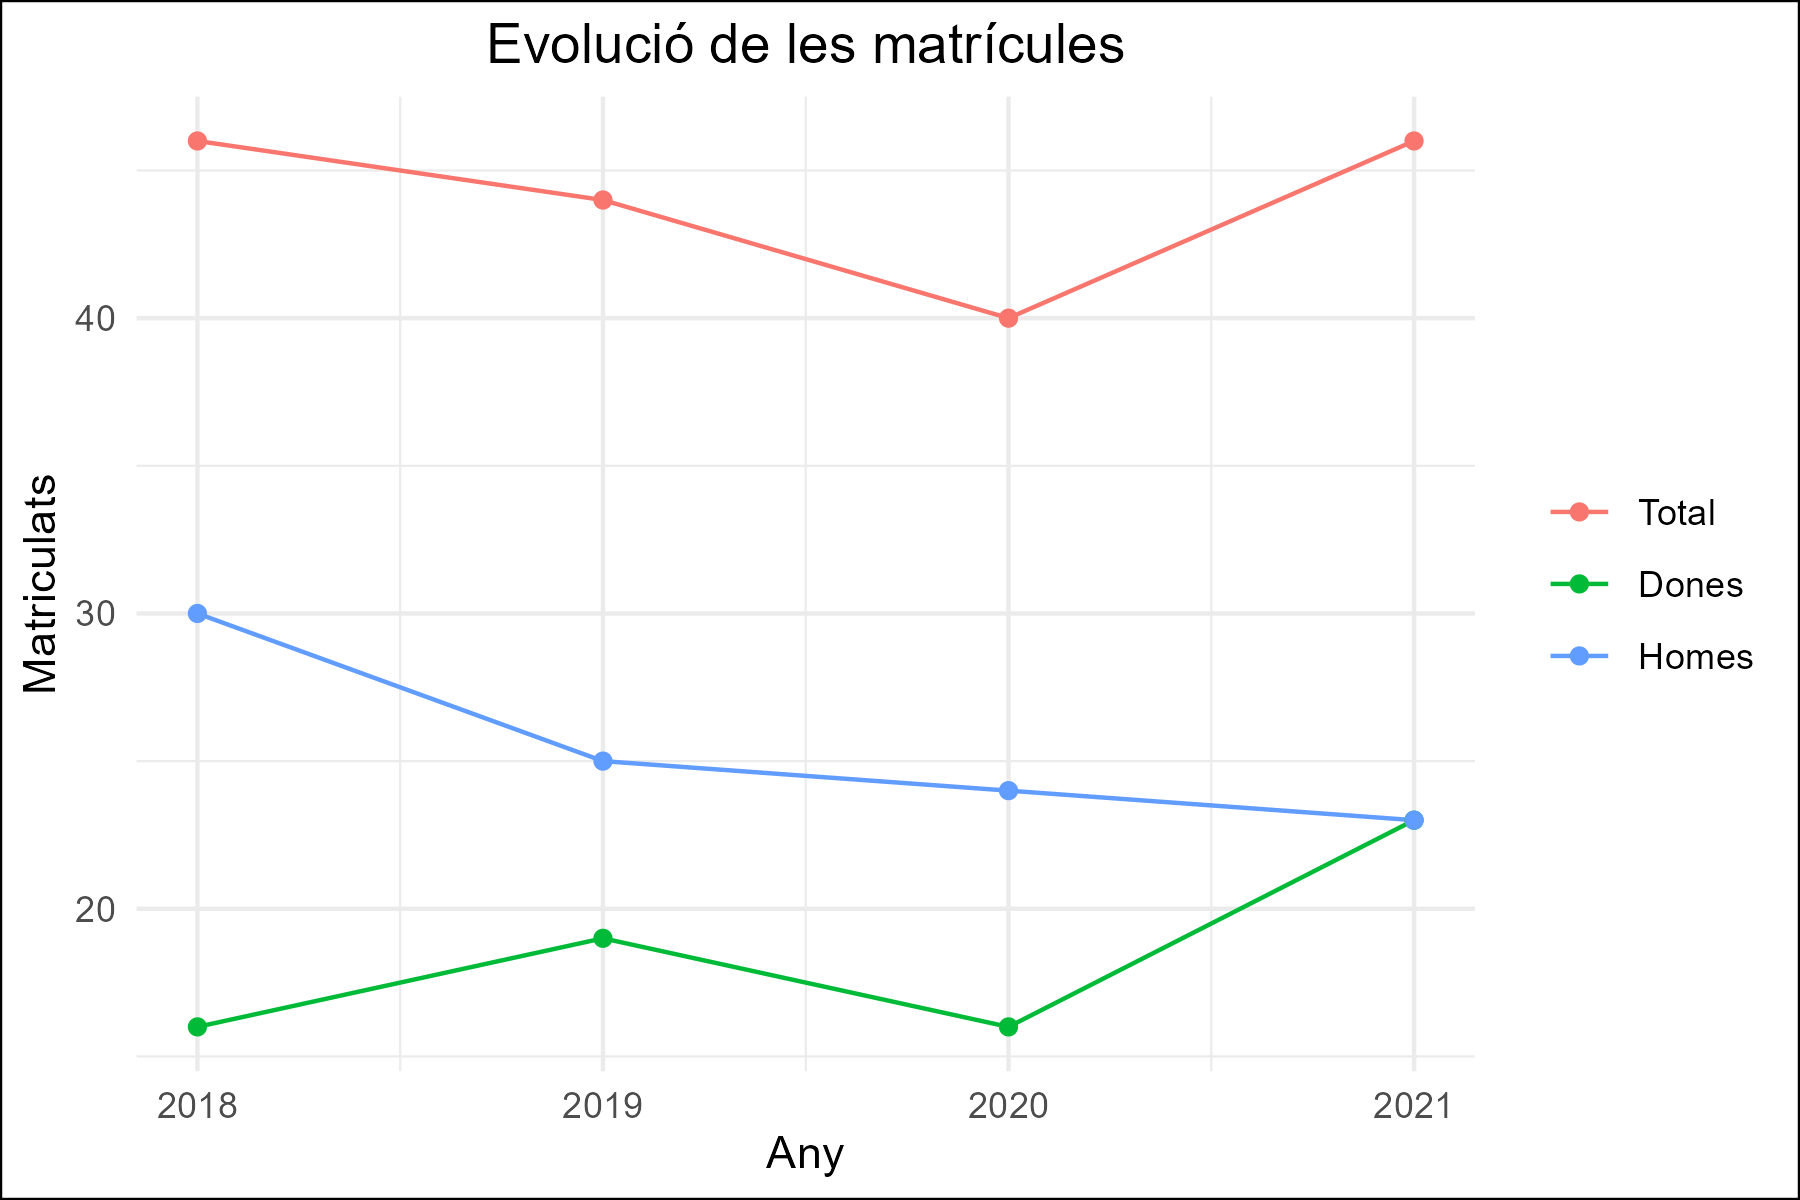 Evolució de les matrícules
Matriculats
40
30
20
2018
2019
2020
2021
Any
Total
Dones
Homes